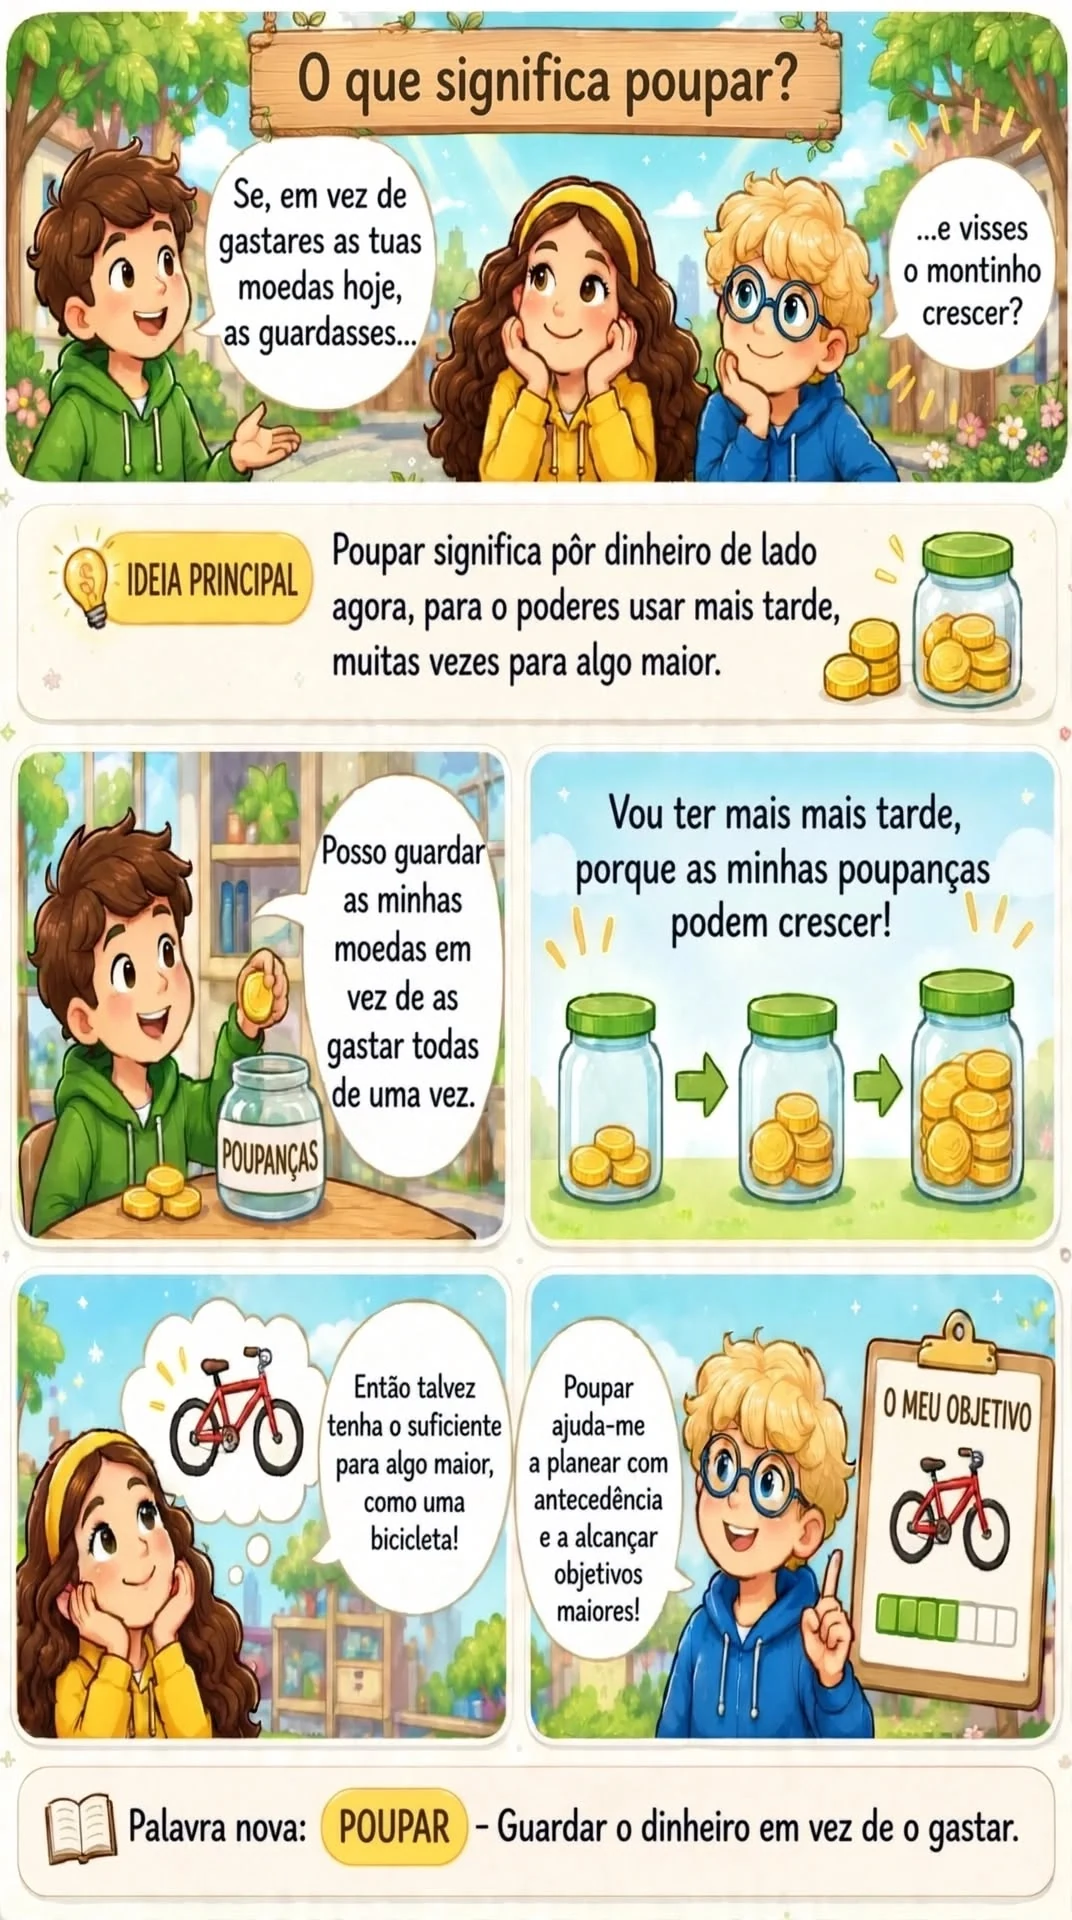 O que significa poupar?
Se, em vez de
gastares as tuas
moedas hoje,
as guardasses...
...e visses
o montinho
crescer?
IDEIA PRINCIPAL
Poupar significa pôr dinheiro de lado
agora, para o poderes usar mais tarde,
muitas vezes para algo maior.
Posso guardar
as minhas
moedas em
vez de as
gastar todas
de uma vez.
POUPANÇAS
Vou ter mais mais tarde,
porque as minhas poupanças
podem crescer!
Então talvez
tenha o suficiente
para algo maior,
como uma
bicicleta!
Poupar
ajuda-me
a planear com
antecedência
e a alcançar
objetivos
maiores!
O MEU OBJETIVO
Palavra nova: POUPAR - Guardar o dinheiro em vez de o gastar.